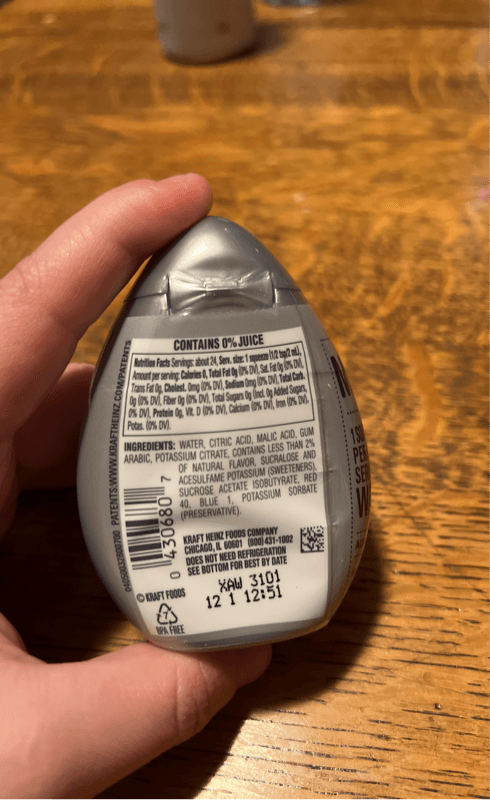 CONTAINS 0% JUICE
Nutrition Facts Servings: about 24, Serv. size: 1 squeeze (1/2 tsp/2 mL),
Amount per serving: Calories 0, Total Fat 0g (0% DV), Sat. Fat 0g (0% DV),
Trans Fat 0g, Cholest. 0mg (0% DV), Sodium 0mg (0% DV), Total Carb.
0g (0% DV), Fiber 0g (0% DV), Total Sugars 0g (Incl. 0g Added Sugars,
0% DV), Protein 0g, Vit. D (0% DV), Calcium (0% DV), Iron (0% DV),
Potas. (0% DV).
INGREDIENTS: WATER, CITRIC ACID, MALIC ACID, GUM
ARABIC, POTASSIUM CITRATE, CONTAINS LESS THAN 2%
OF NATURAL FLAVOR, SUCRALOSE AND
ACESULFAME POTASSIUM (SWEETENERS),
SUCROSE ACETATE ISOBUTYRATE, RED
40, BLUE 1, POTASSIUM SORBATE
(PRESERVATIVE).
KRAFT HEINZ FOODS COMPANY
CHICAGO, IL 60601 (800)431-1002
DOES NOT NEED REFRIGERATION
SEE BOTTOM FOR BEST BY DATE
XAW 3101
12 1 12:51
© KRAFT FOODS
7
BPA FREE
0 430680 7
PATENTS:WWW.KRAFTHEINZ.COM/PATENTS